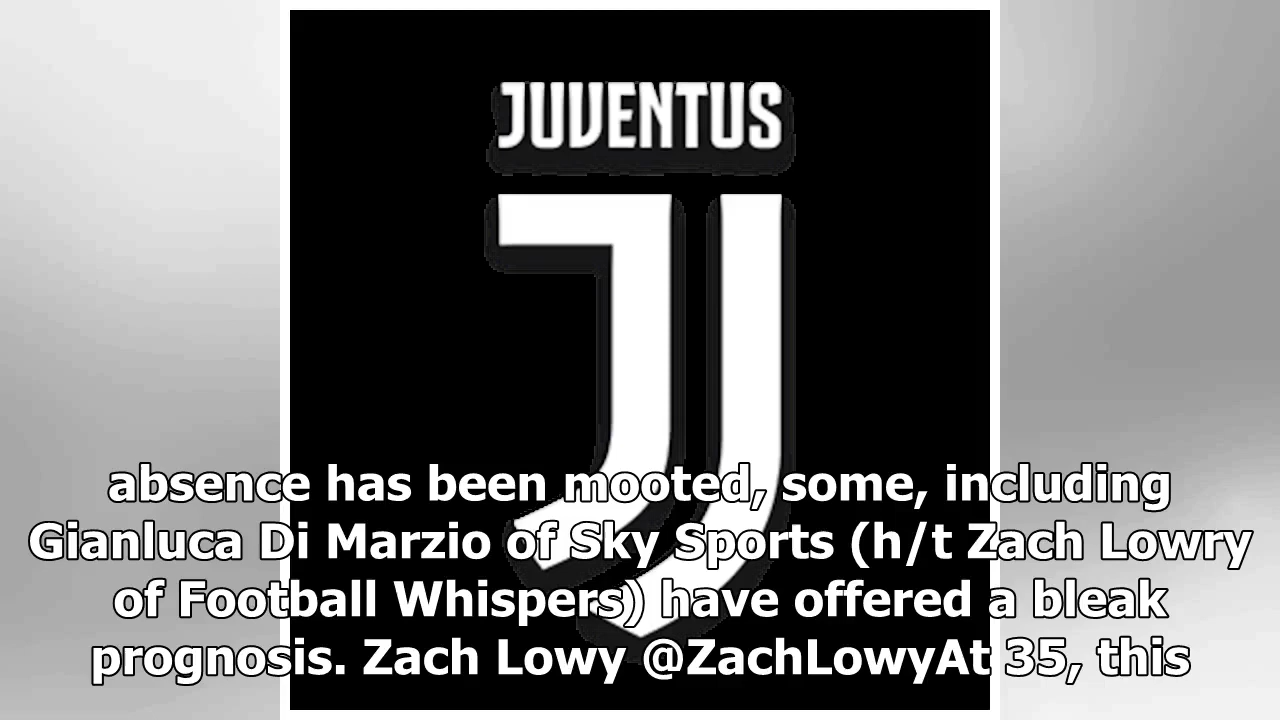 JUVENTUS
absence has been mooted, some, including
Gianluca Di Marzio of Sky Sports (h/t Zach Lowry
of Football Whispers) have offered a bleak
prognosis. Zach Lowy @ZachLowyAt 35, this